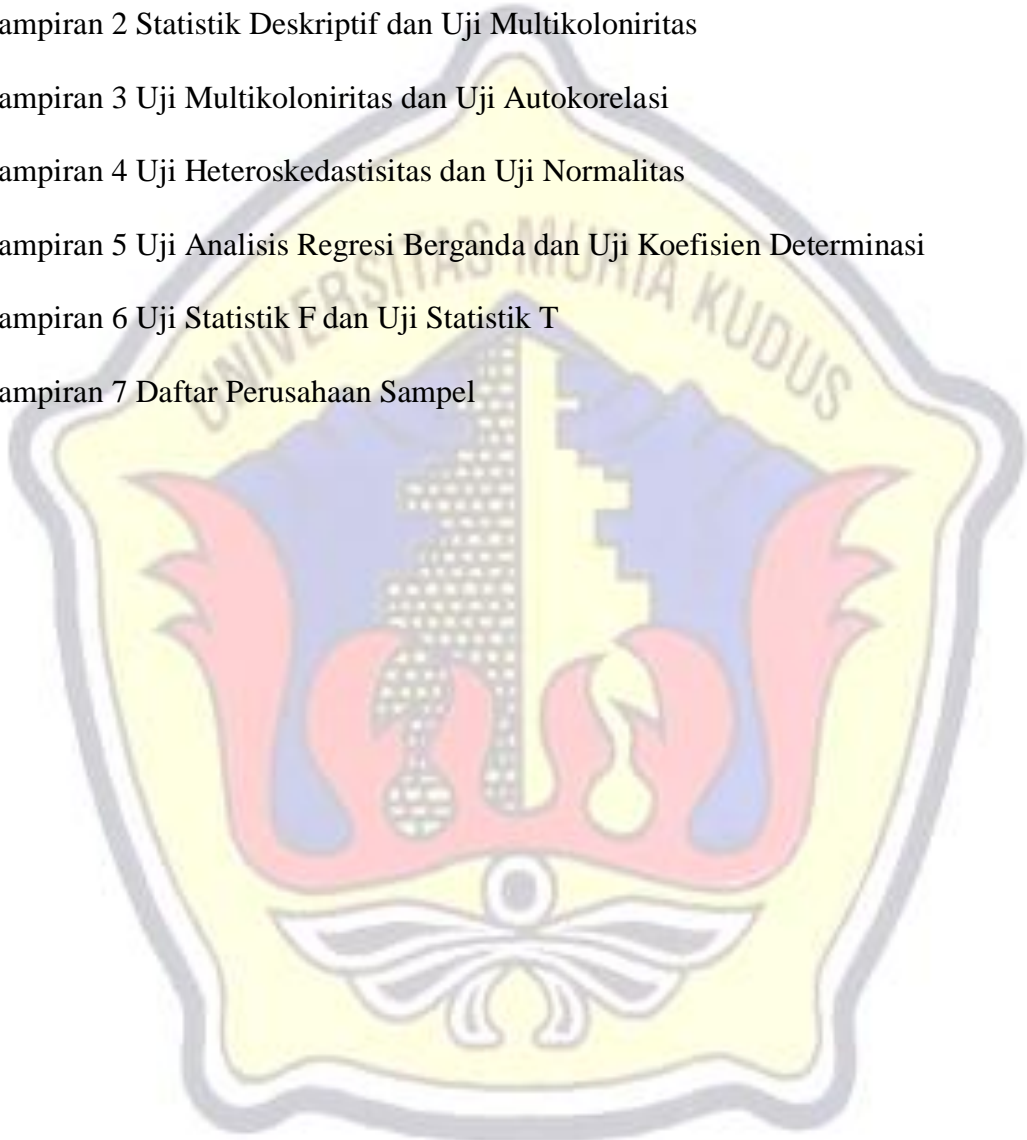 ampiran 2 Statistik Deskriptif dan Uji Multikoloniritas
ampiran 3 Uji Multikoloniritas dan Uji Autokorelasi
ampiran 4 Uji Heteroskedastisitas dan Uji Normalitas
ampiran 5 Uji Analisis Regresi Berganda dan Uji Koefisien Determinasi
UNIVERSITAS MURIA KUDUS
ampiran 6 Uji Statistik F dan Uji Statistik T
ampiran 7 Daftar Perusahaan Sampel